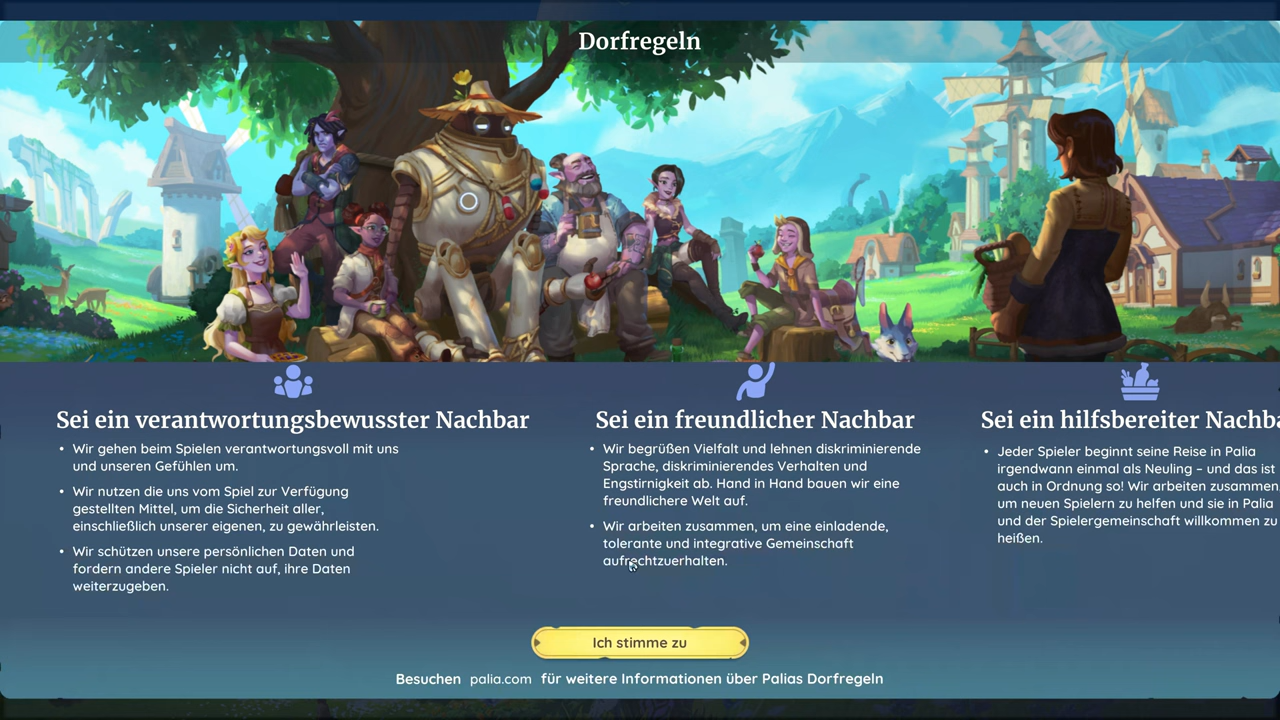 Dorfregeln
Sei ein verantwortungsbewusster Nachbar
• Wir gehen beim Spielen verantwortungsvoll mit uns
und unseren Gefühlen um.
• Wir nutzen die uns vom Spiel zur Verfügung
gestellten Mittel, um die Sicherheit aller,
einschließlich unserer eigenen, zu gewährleisten.
• Wir schützen unsere persönlichen Daten und
fordern andere Spieler nicht auf, ihre Daten
weiterzugeben.
Sei ein freundlicher Nachbar
• Wir begrüßen Vielfalt und lehnen diskriminierende
Sprache, diskriminierendes Verhalten und
Engstirnigkeit ab. Hand in Hand bauen wir eine
freundlichere Welt auf.
• Wir arbeiten zusammen, um eine einladende,
tolerante und integrative Gemeinschaft
aufrechtzuerhalten.
Sei ein hilfsbereiter Nachba
• Jeder Spieler beginnt seine Reise in Palia
irgendwann einmal als Neuling – und das ist
auch in Ordnung so! Wir arbeiten zusammen,
um neuen Spielern zu helfen und sie in Palia
und der Spielergemeinschaft willkommen zu
heißen.
Ich stimme zu
Besuchen palia.com für weitere Informationen über Palias Dorfregeln